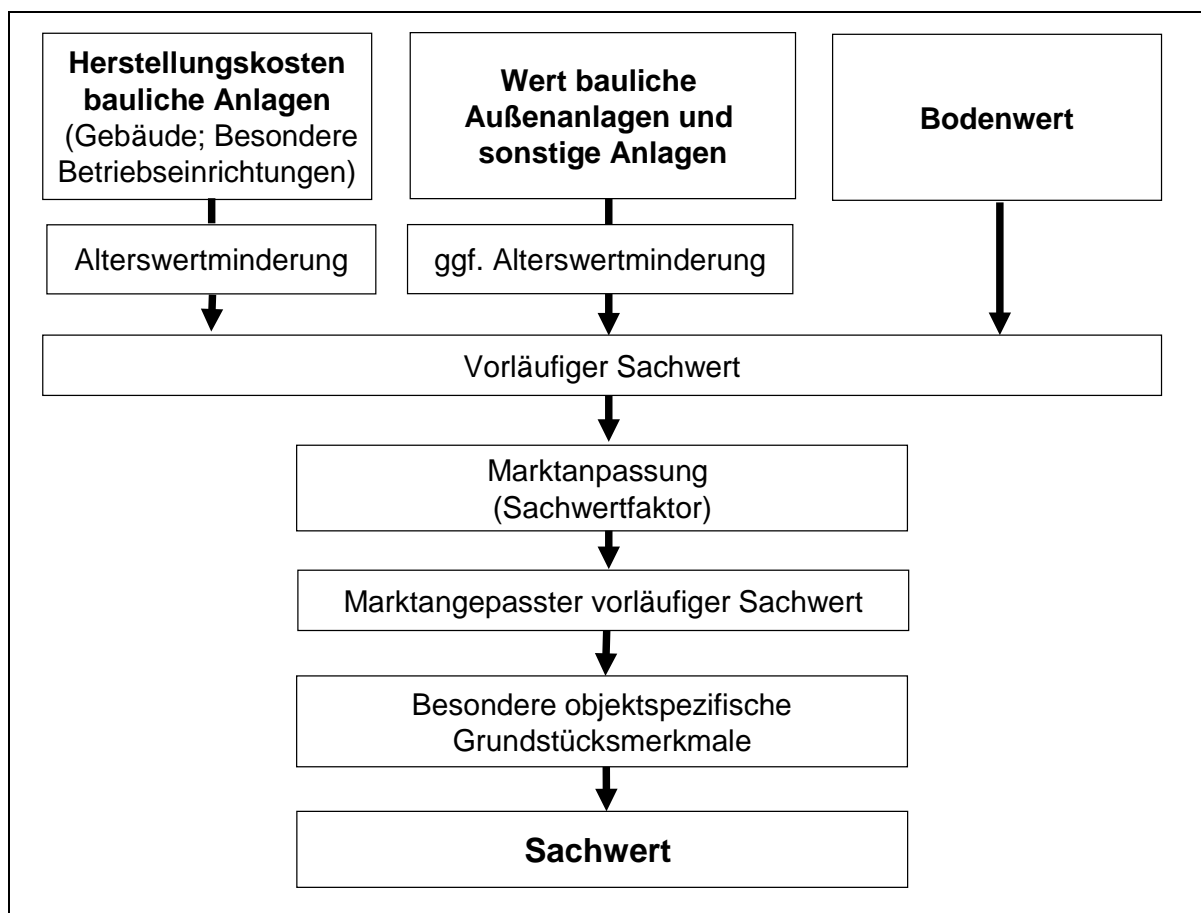 Herstellungskosten
bauliche Anlagen
(Gebäude; Besondere
Betriebseinrichtungen)
Wert bauliche
Außenanlagen und
sonstige Anlagen
Bodenwert
Alterswertminderung
ggf. Alterswertminderung
Vorläufiger Sachwert
Marktanpassung
(Sachwertfaktor)
Marktangepasster vorläufiger Sachwert
Besondere objektspezifische
Grundstücksmerkmale
Sachwert